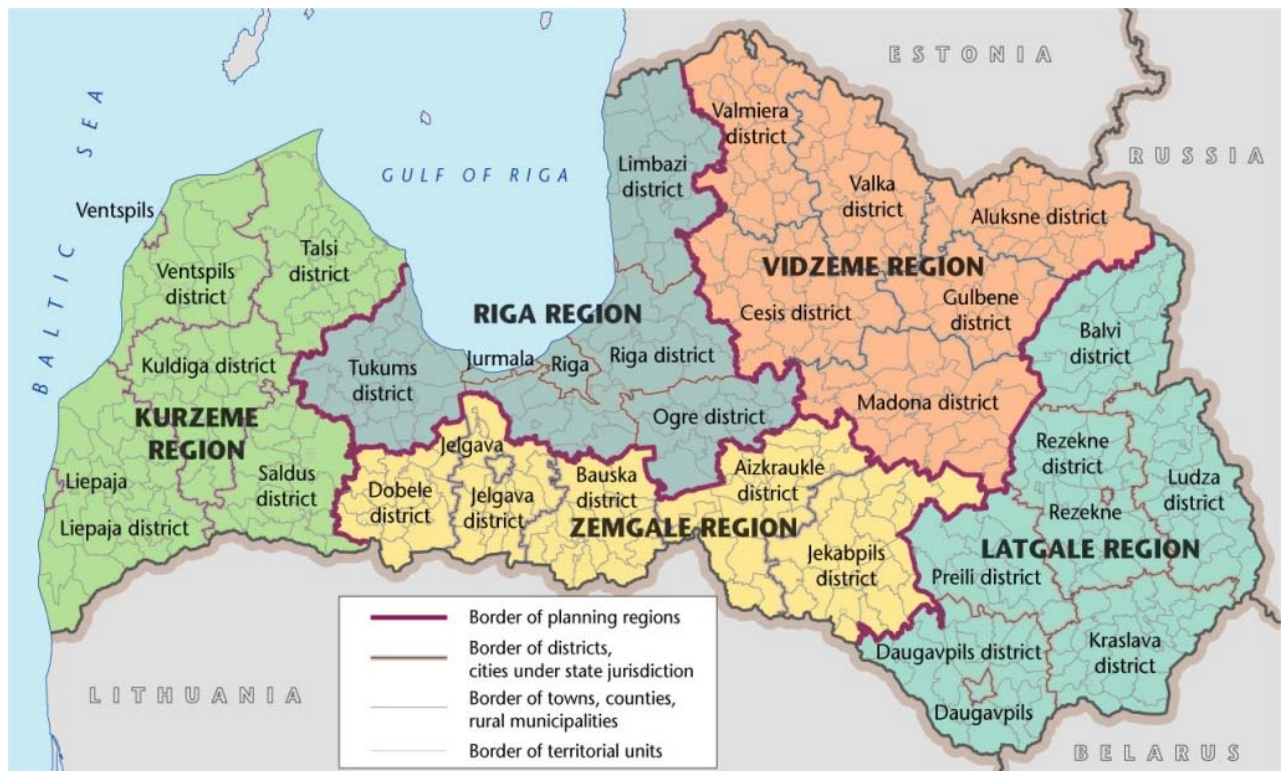 ESTONIA
RUSSIA
BALTIC SEA
GULF OF RIGA
Valmiera
district
Limbazi
district
Valka
district
Aluksne district
Ventspils
Talsi
district
Ventspils
district
VIDZEME REGION
RIGA REGION
Cesis district
Gulbene
district
Balvi
district
Kuldiga district
Tukums
district
Jurmala
Riga
Riga district
KURZEME
REGION
Ogre district
Madona district
Jelgava
Rezekne
district
Ludza
district
Liepaja
Saldus
district
Dobele
district
Jelgava
district
Bauska
district
Aizkraukle
district
Rezekne
Liepaja district
ZEMGALE REGION
LATGALE REGION
Jekabpils
district
Preili district
Daugavpils district
Kraslava
district
Daugavpils
LITHUANIA
BELARUS
Border of planning regions
Border of districts,
cities under state jurisdiction
Border of towns, counties,
rural municipalities
Border of territorial units